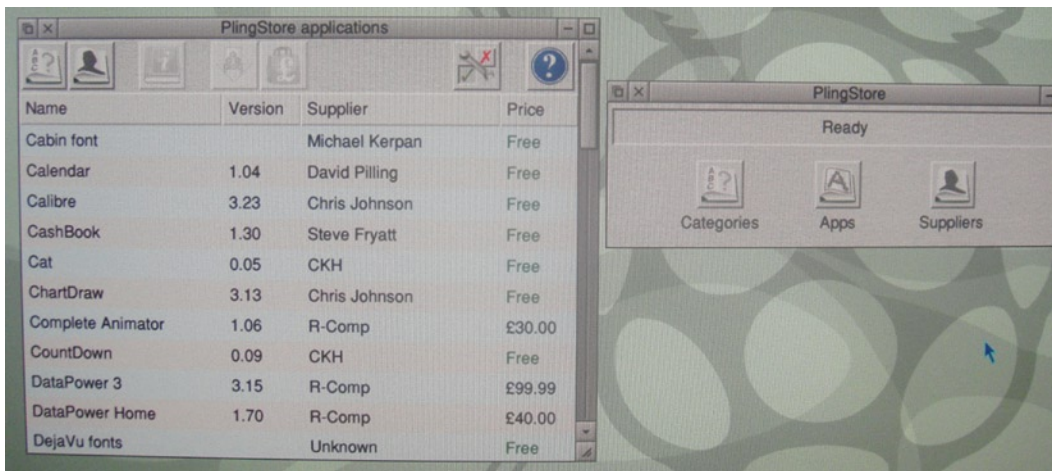 PlingStore applications
Name Version Supplier Price
Cabin font Michael Kerpan Free
Calendar 1.04 David Pilling Free
Calibre 3.23 Chris Johnson Free
CashBook 1.30 Steve Fryatt Free
Cat 0.05 CKH Free
ChartDraw 3.13 Chris Johnson Free
Complete Animator 1.06 R-Comp £30.00
CountDown 0.09 CKH Free
DataPower 3 3.15 R-Comp £99.99
DataPower Home 1.70 R-Comp £40.00
DejaVu fonts Unknown Free
PlingStore
Ready
Categories Apps Suppliers